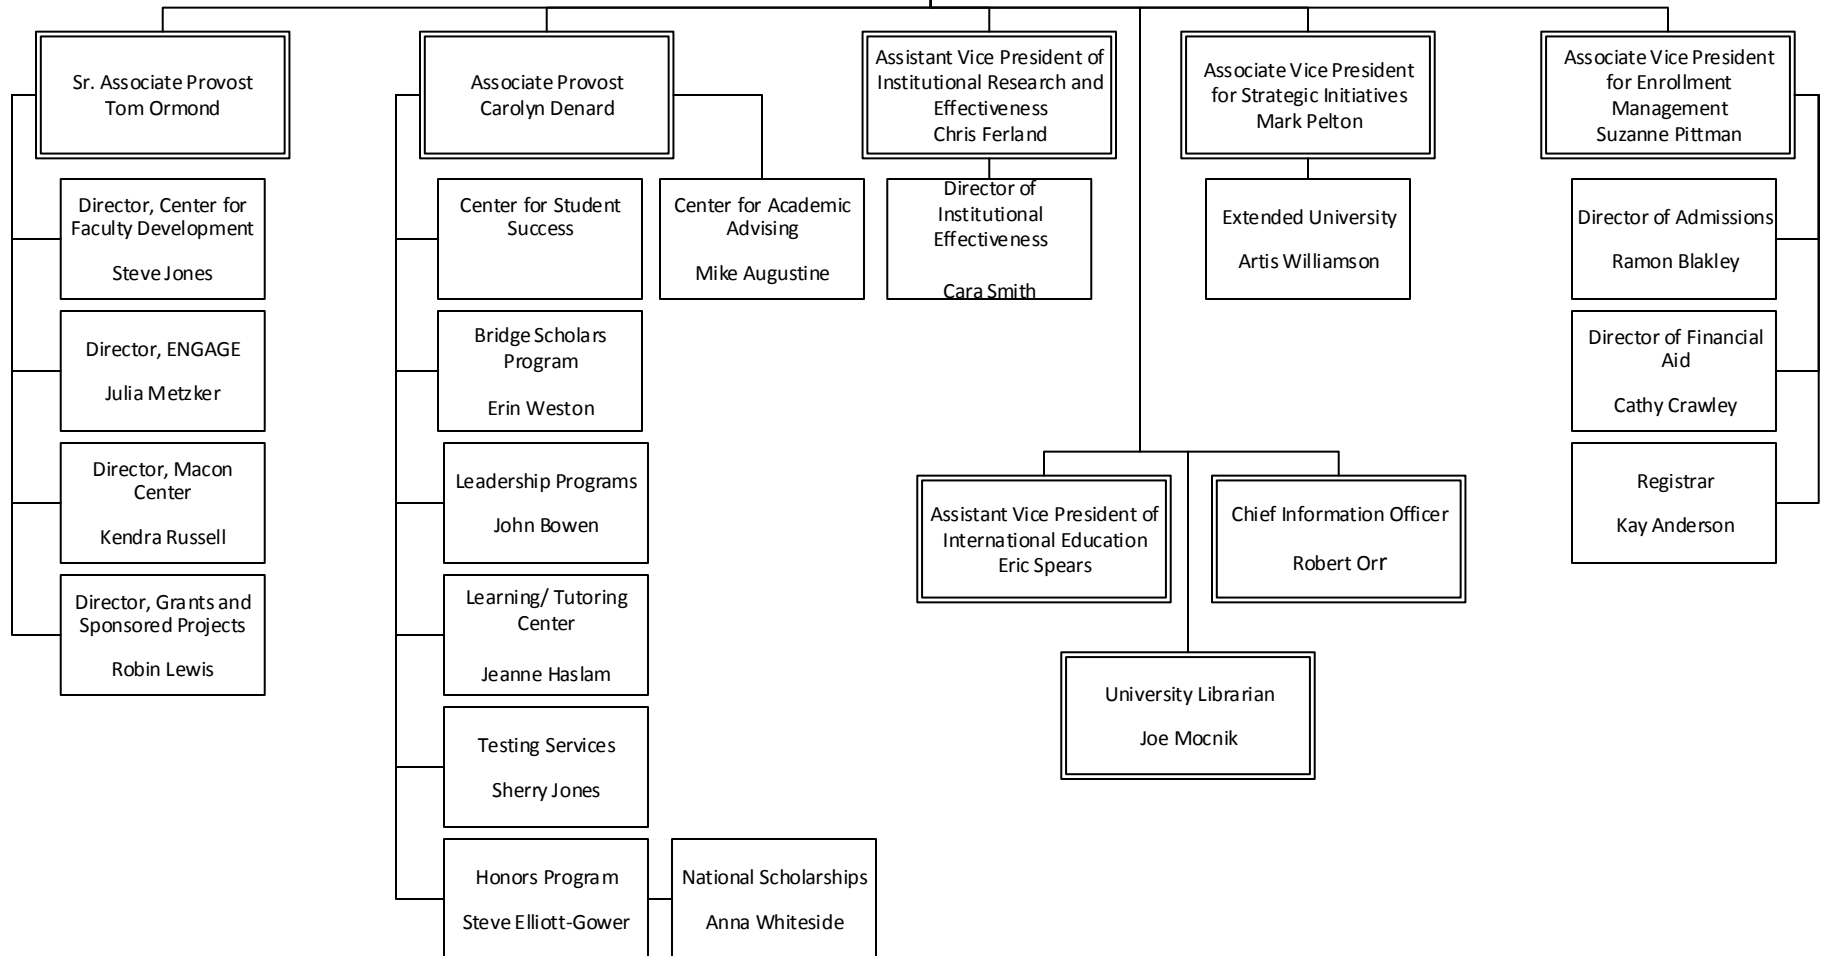 Sr. Associate Provost
Tom Ormond
Associate Provost
Carolyn Denard
Assistant Vice President of
Institutional Research and
Effectiveness
Chris Ferland
Associate Vice President
for Strategic Initiatives
Mark Pelton
Associate Vice President
for Enrollment
Management
Suzanne Pittman
Director, Center for
Faculty Development
Steve Jones
Center for Student
Success
Center for Academic
Advising
Mike Augustine
Director of
Institutional
Effectiveness
Cara Smith
Extended University
Artis Williamson
Director of Admissions
Ramon Blakley
Director, ENGAGE
Julia Metzker
Bridge Scholars
Program
Erin Weston
Director of Financial
Aid
Cathy Crawley
Director, Macon
Center
Kendra Russell
Leadership Programs
John Bowen
Assistant Vice President of
International Education
Eric Spears
Chief Information Officer
Robert Orr
Registrar
Kay Anderson
Director, Grants and
Sponsored Projects
Robin Lewis
Learning/ Tutoring
Center
Jeanne Haslam
University Librarian
Joe Mocnik
Testing Services
Sherry Jones
Honors Program
Steve Elliott-Gower
National Scholarships
Anna Whiteside